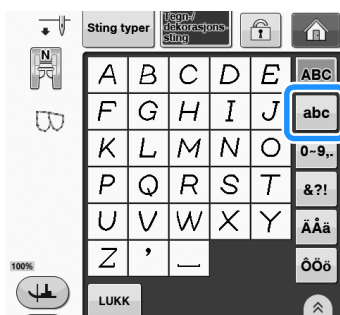 Sting typer
Tegn-/
dekorasjons-
sting
N
A B C D E ABC
F G H I J abc
K L M N O 0~9,.
P Q R S T &?!
U V W X Y ÄÅä
Z ’ _ ÔÖö
100%
LUKK